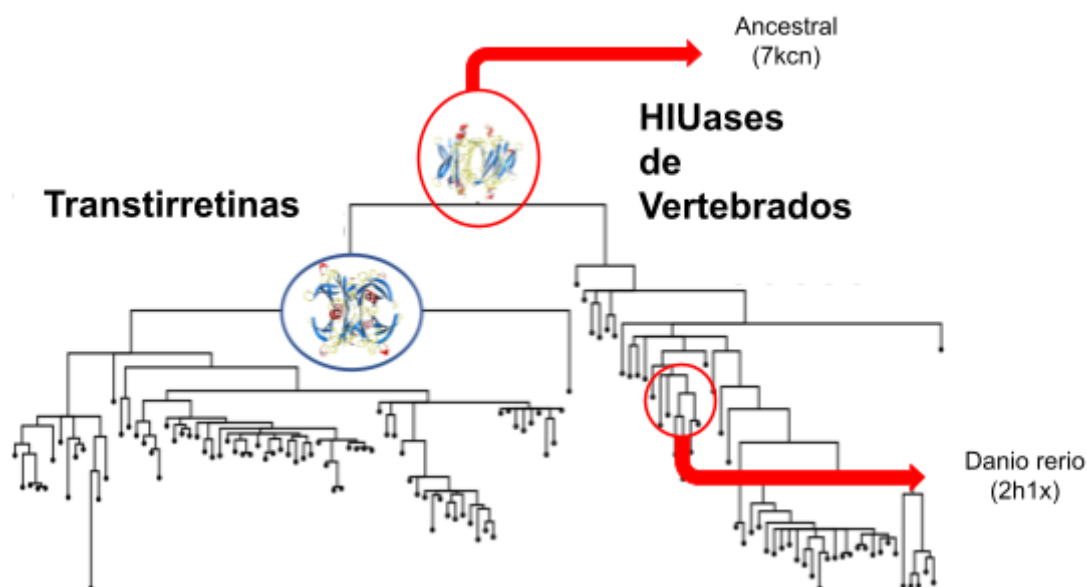 Ancestral
(7kcn)
HIUases
de
Vertebrados
Transtirretinas
Danio rerio
(2h1x)